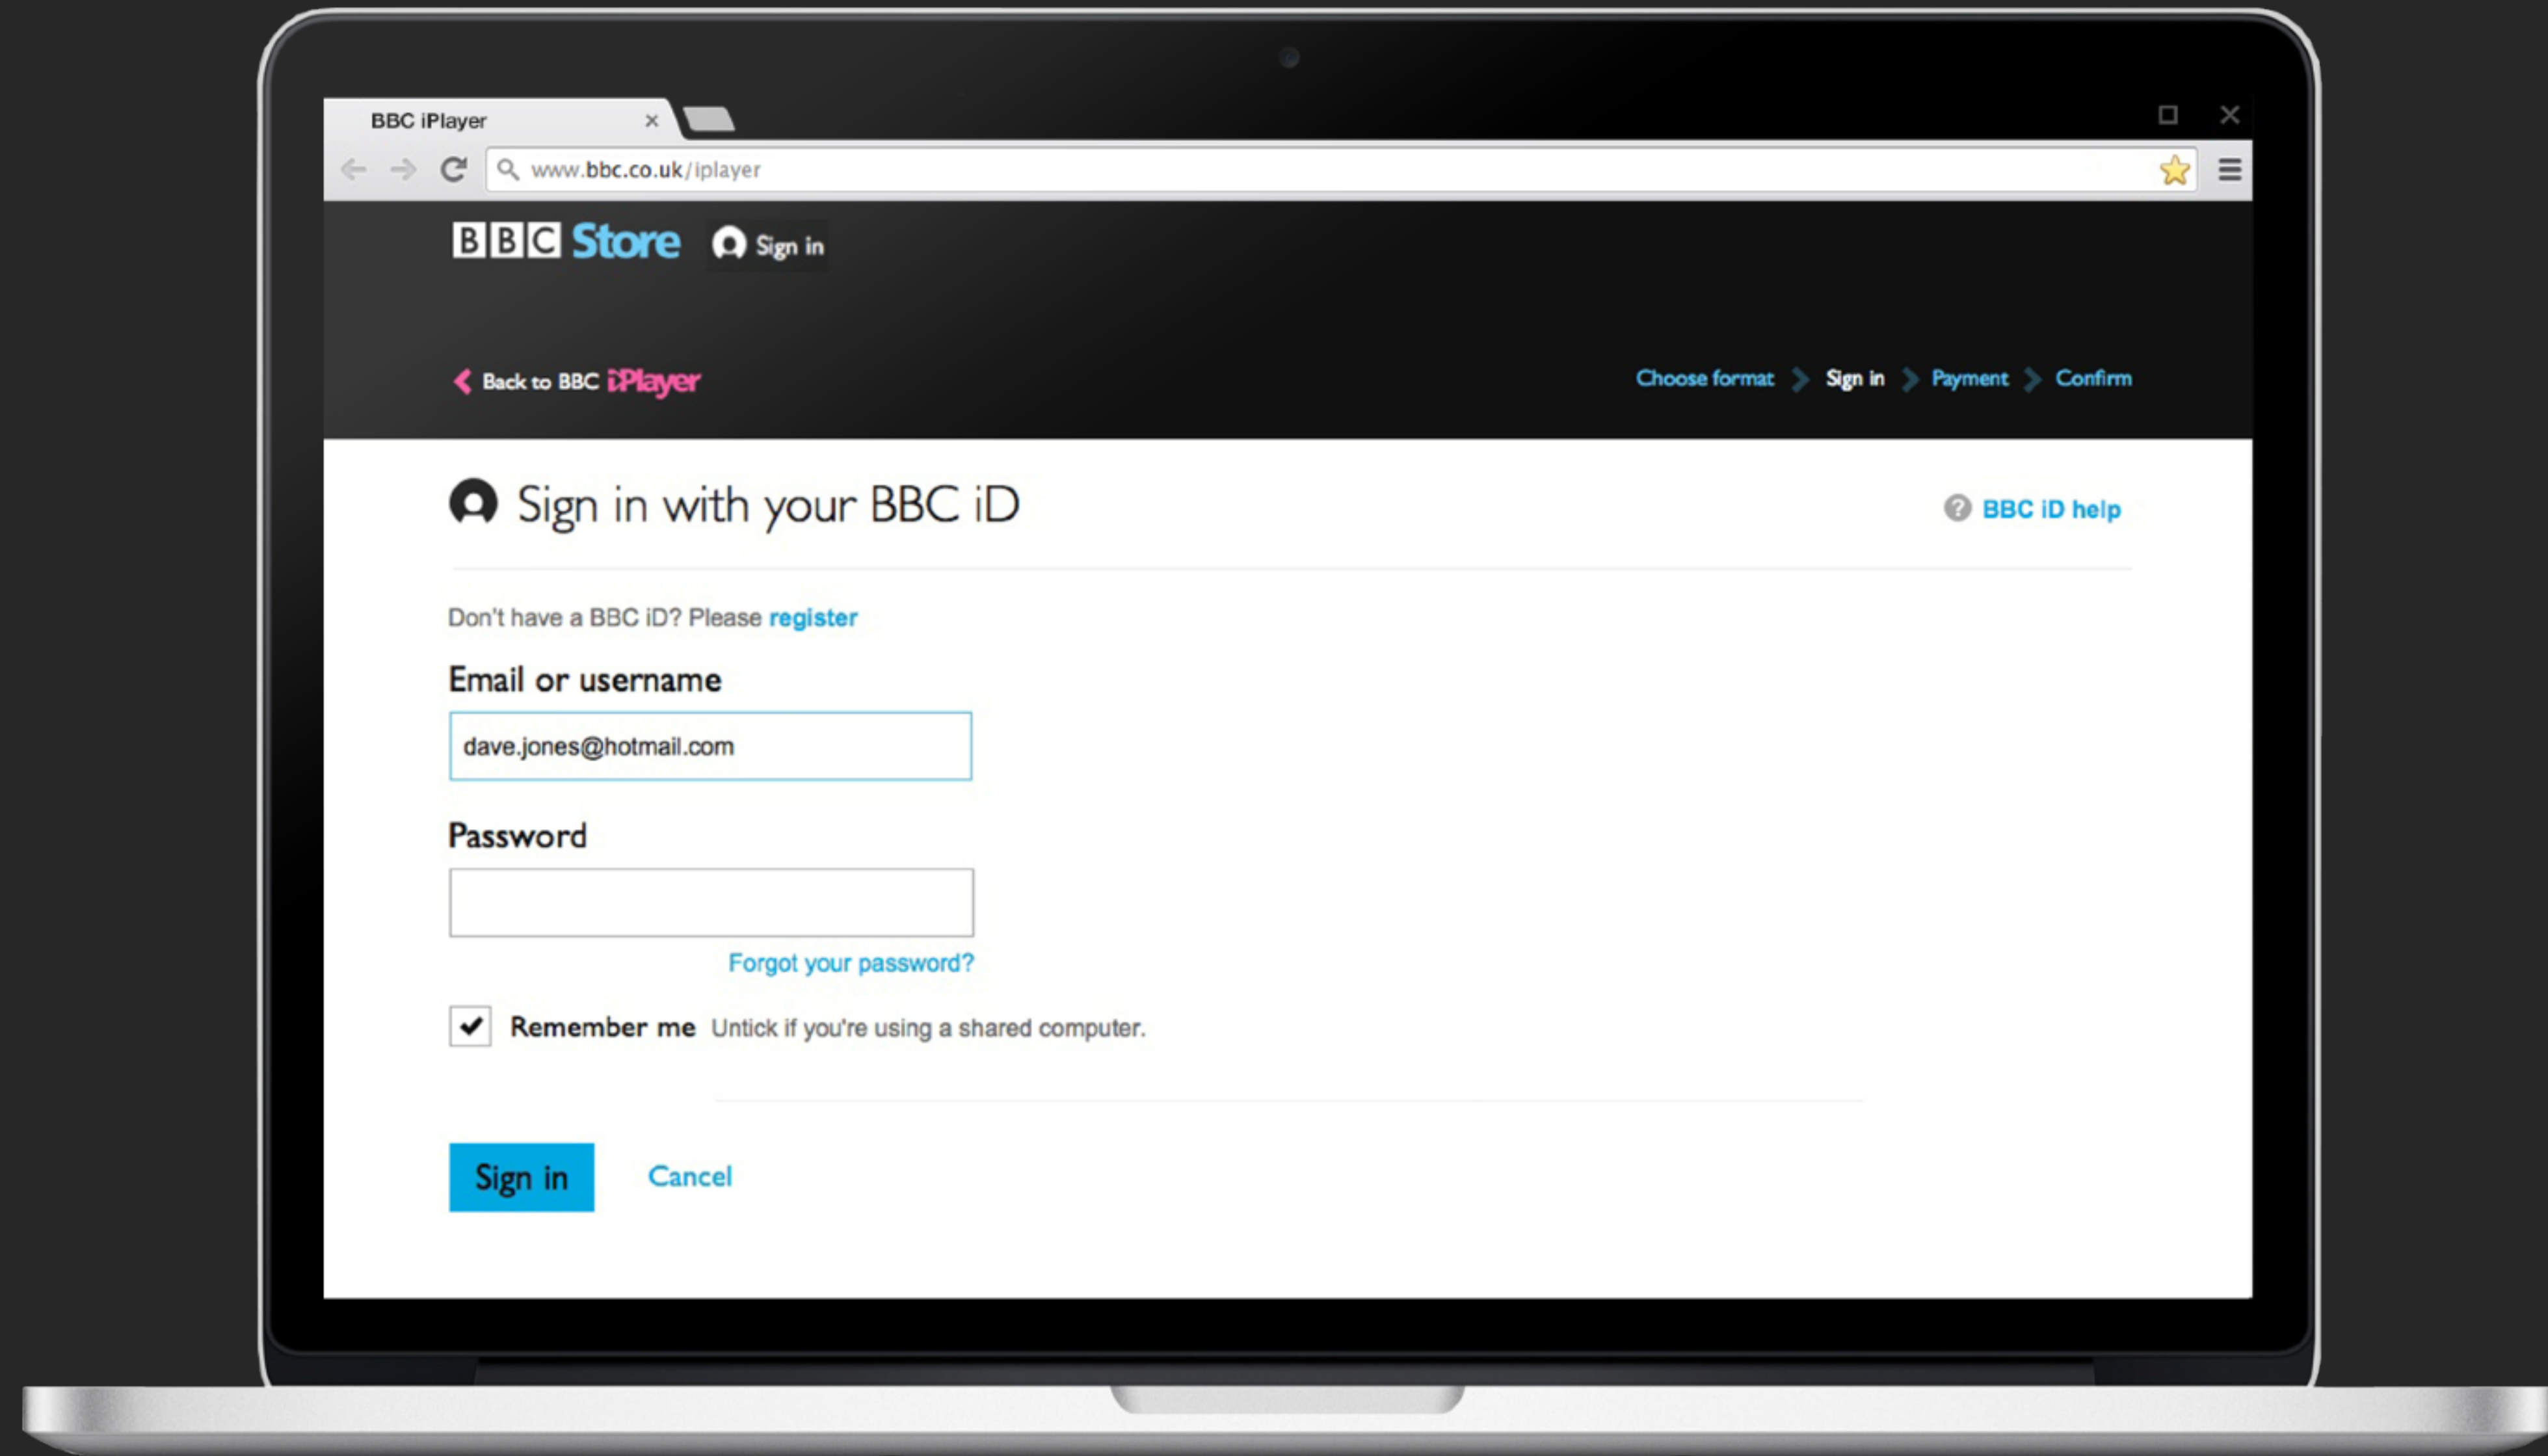 BBC iPlayer
www.bbc.co.uk/iplayer
BBC Store Sign in
Back to BBC iPlayer
Choose format Sign in Payment Confirm
Sign in with your BBC iD
BBC iD help
Don't have a BBC iD? Please register
Email or username
dave.jones@hotmail.com
Password
Forgot your password?
Remember me Untick if you're using a shared computer.
Sign in Cancel